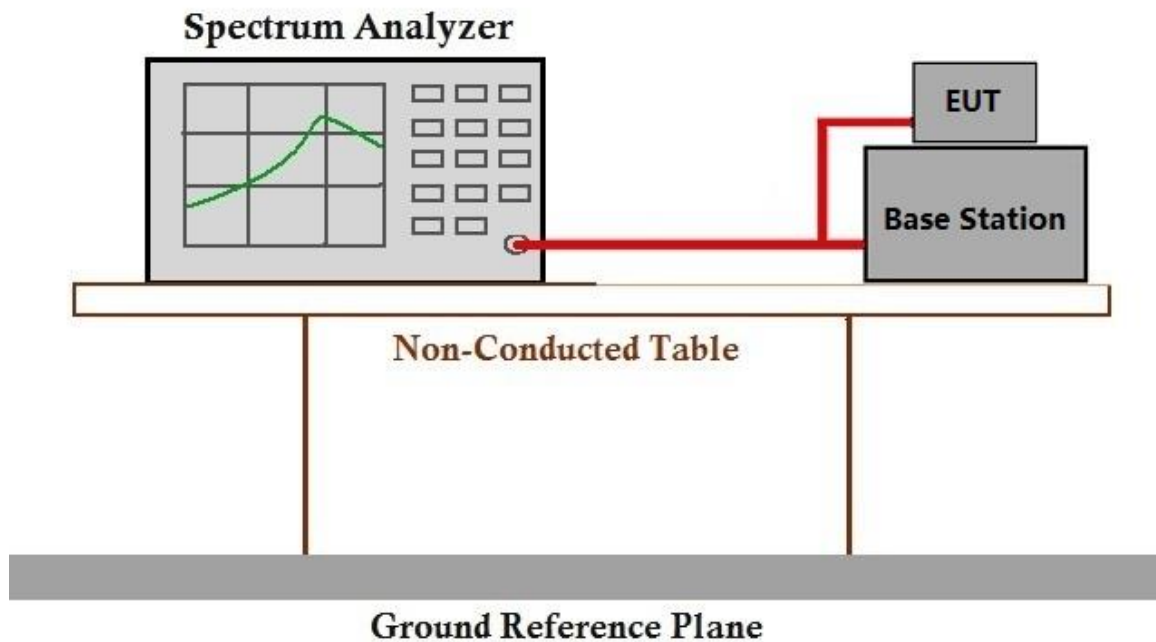 Spectrum Analyzer
EUT
Base Station
Non-Conducted Table
Ground Reference Plane